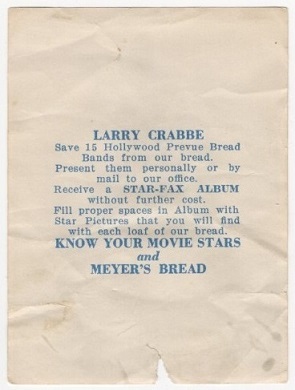 LARRY CRABBE
Save 15 Hollywood Prevue Bread
Bands from our bread.
Present them personally or by
mail to our office.
Receive a STAR-FAX ALBUM
without further cost.
Fill proper spaces in Album with
Star Pictures that you will find
with each loaf of our bread.
KNOW YOUR MOVIE STARS
and
MEYER'S BREAD